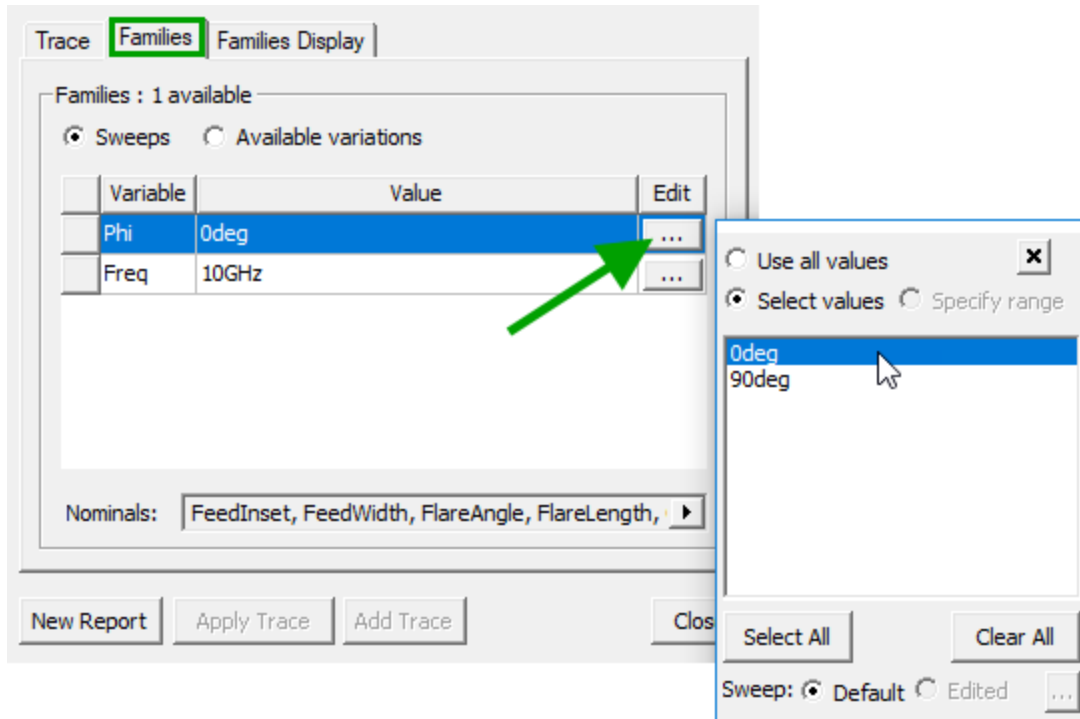 Trace Families Families Display
Families : 1 available
Sweeps Available variations
Variable Value Edit
Phi 0deg ...
Freq 10GHz ...
Nominals: FeedInset, FeedWidth, FlareAngle, FlareLength,
New Report Apply Trace Add Trace Clos
Use all values
Select values Specify range
0deg
90deg
Select All Clear All
Sweep: Default Edited ...